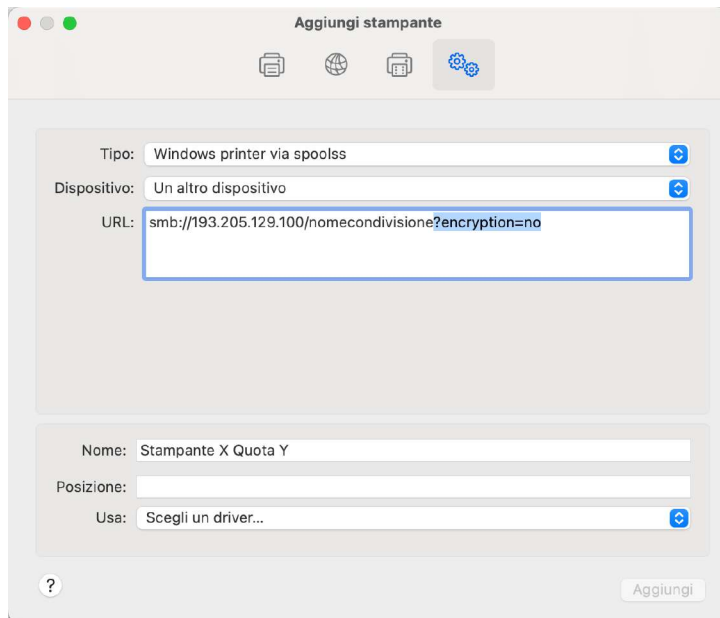 Aggiungi stampante
Tipo: Windows printer via spoolss
Dispositivo: Un altro dispositivo
URL: smb://193.205.129.100/nomecondivisione?encryption=no
Nome: Stampante X Quota Y
Posizione:
Usa: Scegli un driver...
? Aggiungi